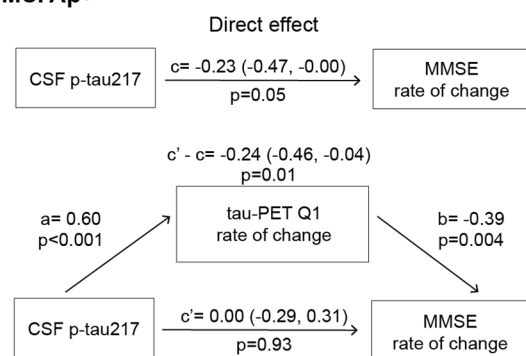 Direct effect
CSF p-tau217
c= -0.23 (-0.47, -0.00)
p=0.05
MMSE
rate of change
c’ - c= -0.24 (-0.46, -0.04)
p=0.01
a= 0.60
p<0.001
tau-PET Q1
rate of change
b= -0.39
p=0.004
CSF p-tau217
c’= 0.00 (-0.29, 0.31)
p=0.93
MMSE
rate of change